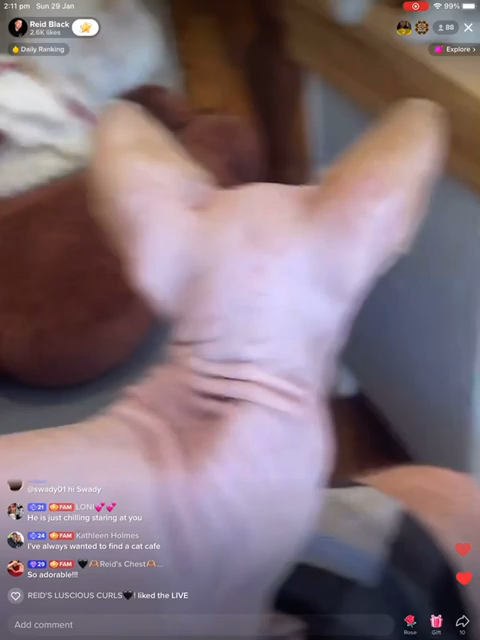 2:11 pm Sun 29 Jan
99%
Reid Black
2.6K likes
88
Daily Ranking
Explore
@swady01 hi Swady
21 FAM LONI💕💕
He is just chilling staring at you
24 FAM Kathleen Holmes
I've always wanted to find a cat cafe
29 FAM 🖤🫶Reid's Chest🫶...
So adorable!!!
REID'S LUSCIOUS CURLS🖤! liked the LIVE
Add comment
Rose
Gift
10